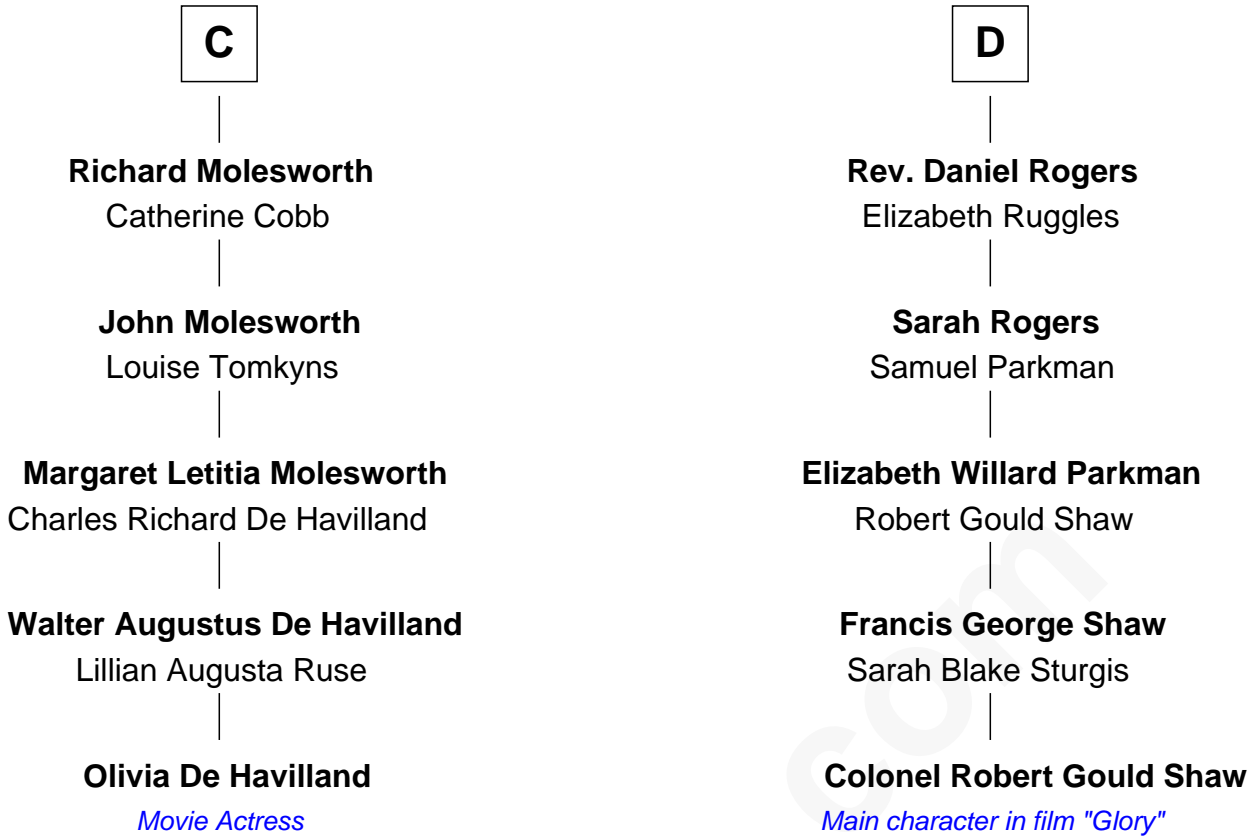 C
Richard Molesworth
Catherine Cobb
John Molesworth
Louise Tomkyns
Margaret Letitia Molesworth
Charles Richard De Havilland
Walter Augustus De Havilland
Lillian Augusta Ruse
Olivia De Havilland
Movie Actress
D
Rev. Daniel Rogers
Elizabeth Ruggles
Sarah Rogers
Samuel Parkman
Elizabeth Willard Parkman
Robert Gould Shaw
Francis George Shaw
Sarah Blake Sturgis
Colonel Robert Gould Shaw
Main character in film "Glory"
com